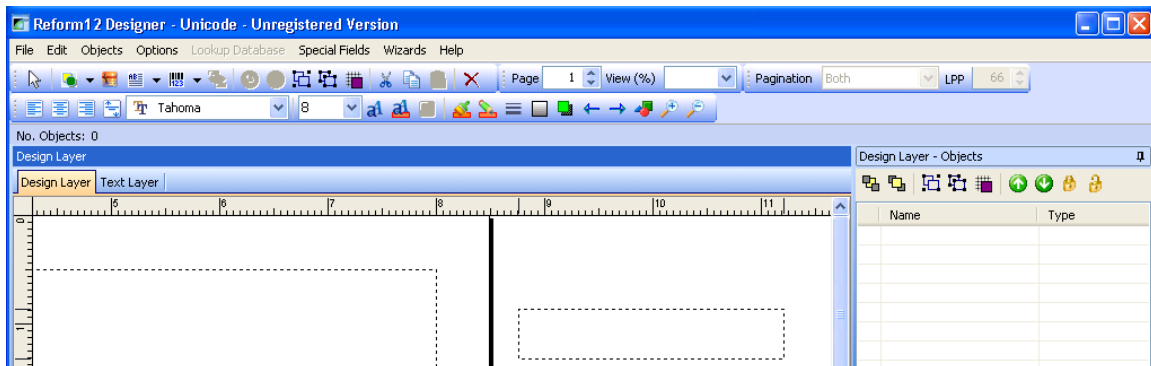 Reform12 Designer - Unicode - Unregistered Version
File Edit Objects Options Lookup Database Special Fields Wizards Help
Page 1 View (%) Pagination Both LPP 66
Tahoma 8
No. Objects: 0
Design Layer
Design Layer - Objects
Design Layer Text Layer
5 6 7 8 9 10 11
Name Type
0
1